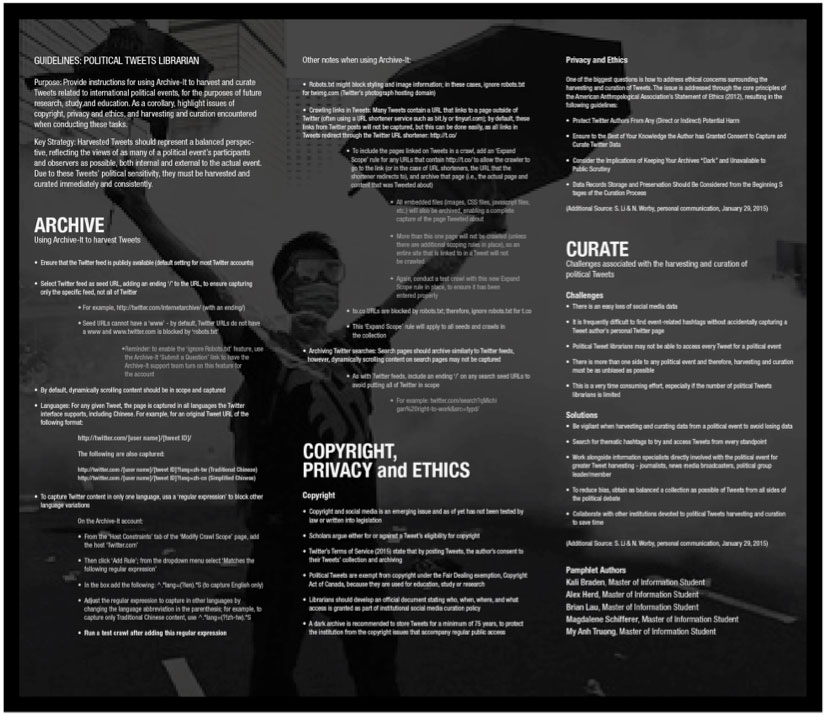 GUIDELINES: POLITICAL TWEETS LIBRARIAN
Purpose: Provide instructions for using Archive-It to harvest and curate
Tweets related to international political events, for the purposes of future
research, study,and education. As a corollary, highlight issues of
copyright, privacy and ethics, and harvesting and curation encountered
when conducting these tasks.
Key Strategy: Harvested Tweets should represent a balanced perspec-
tive, reflecting the views of as many of a political event's participants
and observers as possible, both internal and external to the actual event.
Due to these Tweets' political sensitivity, they must be harvested and
curated immediately and consistently.
ARCHIVE
Using Archive-It to harvest Tweets
• Ensure that the Twitter feed is publicly available (default setting for most Twitter accounts)
• Select Twitter feed as seed URL, adding an ending '/' to the URL, to ensure capturing
only the specific feed, not all of Twitter
• For example, http://twitter.com/internetarchive/ (with an ending/)
• Seed URLs cannot have a 'www' - by default, Twitter URLs do not have
a www and www.twitter.com is blocked by 'robots.txt'
•Reminder: to enable the 'Ignore Robots.txt' feature, use
the Archive-It 'Submit a Question' link to have the
Archive-It support team turn on this feature for
the account
• By default, dynamically scrolling content should be in scope and captured
• Languages: For any given Tweet, the page is captured in all languages the Twitter
interface supports, including Chinese. For example, for an original Tweet URL of the
following format:
http://twitter.com/[user name]/[tweet ID]/
The following are also captured:
http://twitter.com/[user name]/[tweet ID]?lang=zh-tw (Traditional Chinese)
http://twitter.com/[user name]/[tweet ID]?lang=zh-cn (Simplified Chinese)
• To capture Twitter content in only one language, use a 'regular expression' to block other
language variations
On the Archive-It account:
• From the 'Host Constraints' tab of the 'Modify Crawl Scope' page, add
the host 'Twitter.com'
• Then click 'Add Rule'; from the dropdown menu select 'Matches the
following regular expression'
• In the box add the following: ^.*lang=(?!en).*$ (to capture English only)
• Adjust the regular expression to capture in other languages by
changing the language abbreviation in the parenthesis; for example, to
capture only Traditional Chinese content, use ^.*lang=(?!zh-tw).*$
• Run a test crawl after adding this regular expression
Other notes when using Archive-It:
• Robots.txt might block styling and image information; in these cases, ignore robots.txt
for twimg.com (Twitter's photograph hosting domain)
• Crawling links in Tweets: Many Tweets contain a URL that links to a page outside of
Twitter (often using a URL shortener service such as bit.ly or tinyurl.com); by default, these
links from Twitter posts will not be captured, but this can be done easily, as all links in
Tweets redirect through the Twitter URL shortener: http://t.co/
• To include the pages linked on Tweets in a crawl, add an 'Expand
Scope' rule for any URLs that contain http://t.co/ to allow the crawler to
go to the link (or in the case of URL shorteners, the URL that the
shortener redirects to), and archive that page (i.e., the actual page and
content that was Tweeted about)
• All embedded files (images, CSS files, javascript files,
etc.) will also be archived, enabling a complete
capture of the page Tweeted about
• More than this one page will not be crawled (unless
there are additional scoping rules in place), so an
entire site that is linked to in a Tweet will not
be crawled
• Again, conduct a test crawl with this new Expand
Scope rule in place, to ensure it has been
entered properly
• to.co URLs are blocked by robots.txt; therefore, ignore robots.txt for t.co
• This 'Expand Scope' rule will apply to all seeds and crawls in
the collection
• Archiving Twitter searches: Search pages should archive similarly to Twitter feeds,
however, dynamically scrolling content on search pages may not be captured
• As with Twitter feeds, include an ending '/' on any search seed URLs to
avoid putting all of Twitter in scope
• For example: twitter.com/search?q=Michi
gan%20right-to-work&src=typd/
COPYRIGHT,
PRIVACY and ETHICS
Copyright
• Copyright and social media is an emerging issue and as of yet has not been tested by
law or written into legislation
• Scholars argue either for or against a Tweet's eligibility for copyright
• Twitter's Terms of Service (2015) state that by posting Tweets, the author's consent to
their Tweets' collection and archiving
• Political Tweets are exempt from copyright under the Fair Dealing exemption, Copyright
Act of Canada, because they are used for education, study or research
• Librarians should develop an official document stating who, when, where, and what
access is granted as part of institutional social media curation policy
• A dark archive is recommended to store Tweets for a minimum of 75 years, to protect
the institution from the copyright issues that accompany regular public access
Privacy and Ethics
One of the biggest questions is how to address ethical concerns surrounding the
harvesting and curation of Tweets. The issue is addressed through the core principles of
the American Anthropological Association's Statement of Ethics (2012), resulting in the
following guidelines:
• Protect Twitter Authors From Any (Direct or Indirect) Potential Harm
• Ensure to the Best of Your Knowledge the Author has Granted Consent to Capture and
Curate Twitter Data
• Consider the Implications of Keeping Your Archives "Dark" and Unavailable to
Public Scrutiny
• Data Records Storage and Preservation Should Be Considered from the Beginning S
tages of the Curation Process
(Additional Source: S. Li & N. Worby, personal communication, January 29, 2015)
CURATE
Challenges associated with the harvesting and curation of
political Tweets
Challenges
• There is an easy loss of social media data
• It is frequently difficult to find event-related hashtags without accidentally capturing a
Tweet author's personal Twitter page
• Political Tweet librarians may not be able to access every Tweet for a political event
• There is more than one side to any political event and therefore, harvesting and curation
must be as unbiased as possible
• This is a very time consuming effort, especially if the number of political Tweets
librarians is limited
Solutions
• Be vigilant when harvesting and curating data from a political event to avoid losing data
• Search for thematic hashtags to try and access Tweets from every standpoint
• Work alongside information specialists directly involved with the political event for
greater Tweet harvesting - journalists, news media broadcasters, political group
leader/member
• To reduce bias, obtain as balanced a collection as possible of Tweets from all sides of
the political debate
• Collaborate with other institutions devoted to political Tweets harvesting and curation
to save time
(Additional Source: S. Li & N. Worby, personal communication, January 29, 2015)
Pamphlet Authors
Kali Braden, Master of Information Student
Alex Herd, Master of Information Student
Brian Lau, Master of Information Student
Magdalene Schifferer, Master of Information Student
My Anh Truong, Master of Information Student